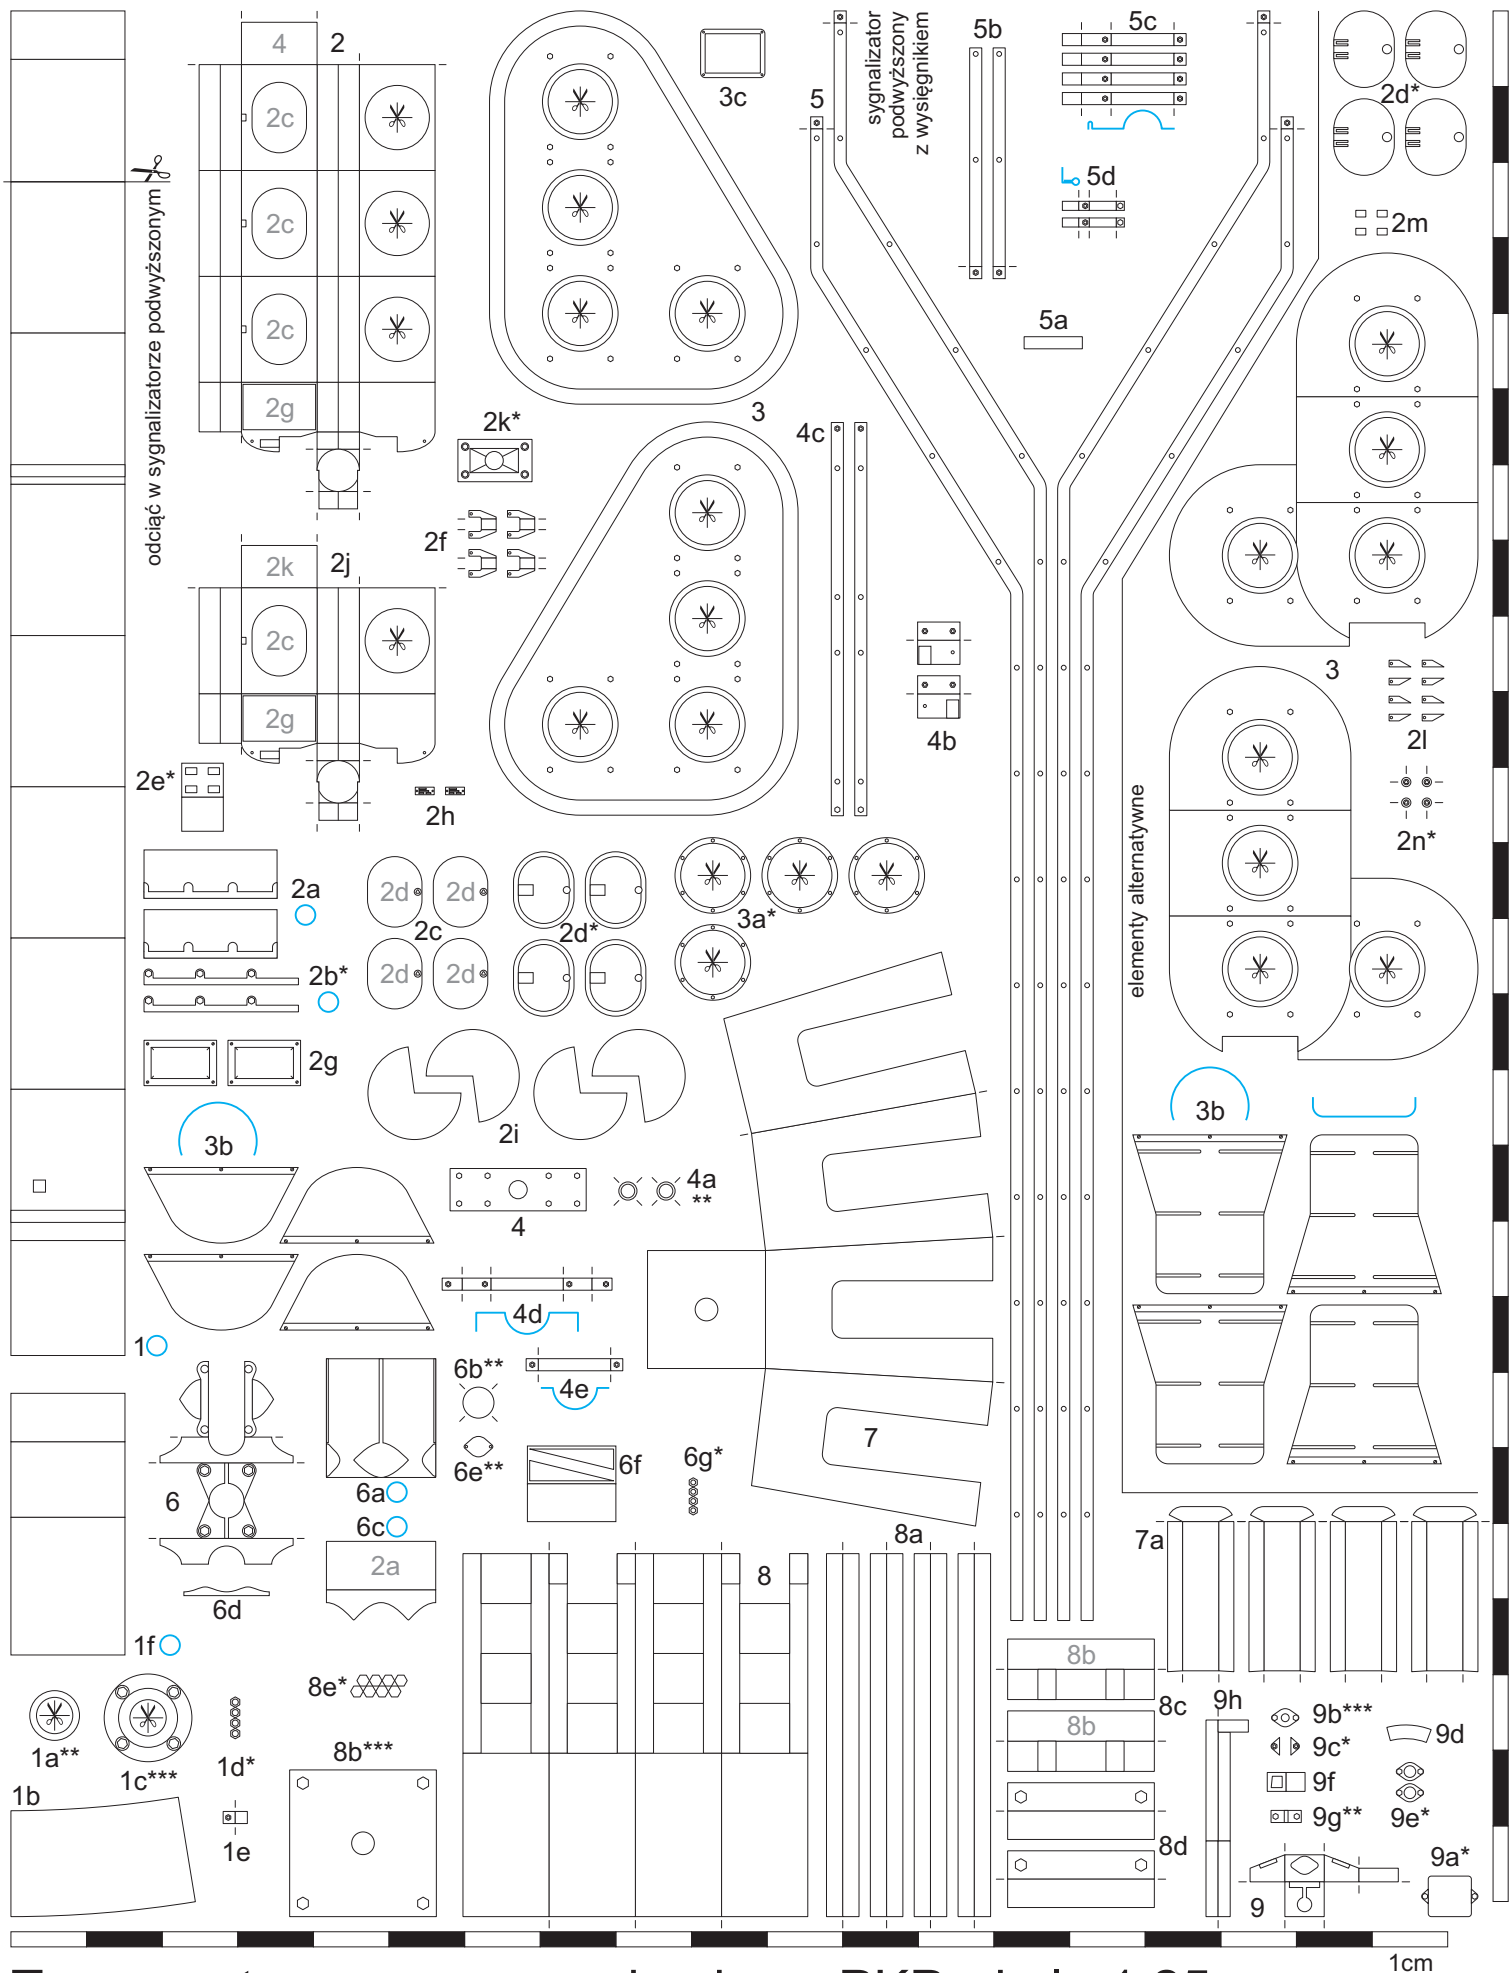 4
2
2c
2c
2c
2g
odciąć w sygnalizatorze podwyższonym
3c
5
sygnalizator
podwyższony
z wysięgnikiem
5b
5c
5d
5a
2d*
2m
3
2k*
2f
4c
2k
2j
2c
2g
2e*
2h
4b
3
2l
2n*
elementy alternatywne
2a
2b*
2g
2d
2d
2c
2d
2d
2d*
3a*
2i
3b
3b
4
4a
**
4d
4e
1
6
6a
6c
2a
6d
6b**
6e**
6f
6g*
7
7a
1f
8
8a
8e*
8b***
1a**
1c***
1d*
1b
1e
8b
8c
8b
8d
9h
9b***
9c*
9d
9f
9e*
9g**
9a*
9
1cm